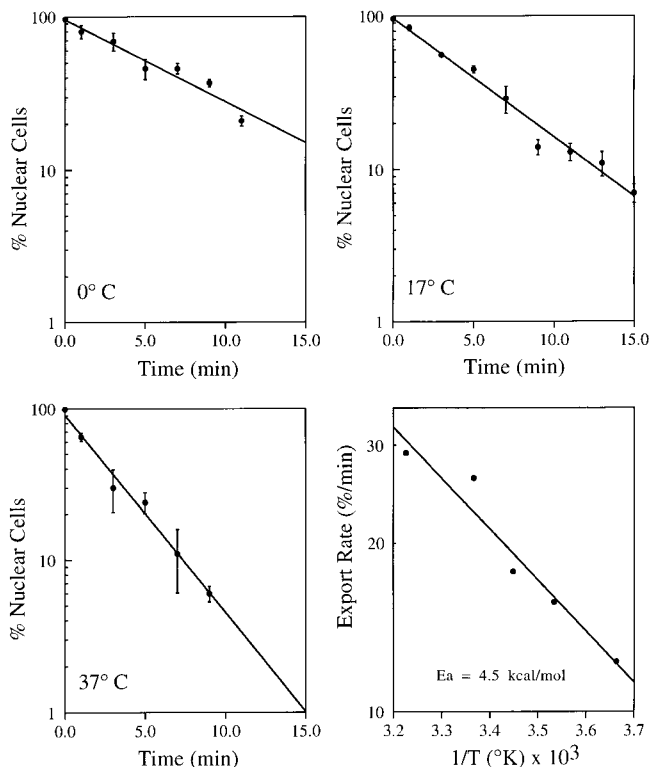 100
% Nuclear Cells
10
0° C
1
0.0 5.0 10.0 15.0
Time (min)
100
% Nuclear Cells
10
17° C
1
0.0 5.0 10.0 15.0
Time (min)
100
% Nuclear Cells
10
37° C
1
0.0 5.0 10.0 15.0
Time (min)
30
Export Rate (%/min)
20
Ea = 4.5 kcal/mol
10
3.2 3.3 3.4 3.5 3.6 3.7
1/T (°K) x 10³